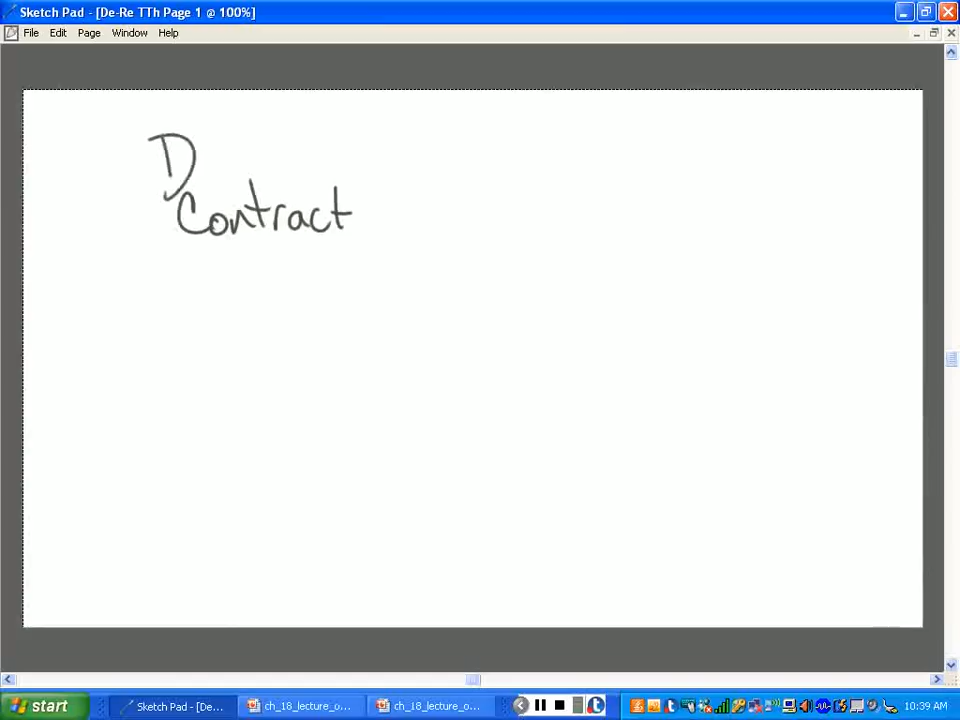 Sketch Pad - [De-Re TTh Page 1 @ 100%]
File Edit Page Window Help
D
Contract
start Sketch Pad - [De... ch_18_lecture_o... ch_18_lecture_o... 10:39 AM